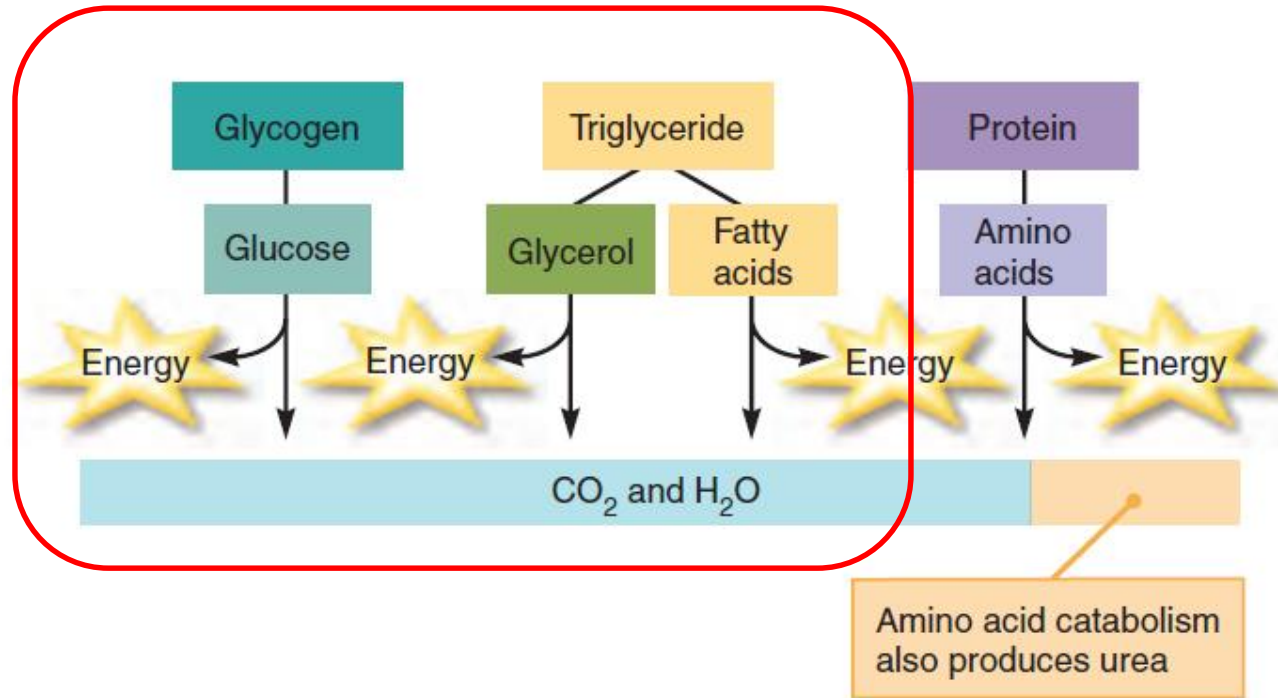 Glycogen
Triglyceride
Protein
Glucose
Glycerol
Fatty
acids
Amino
acids
Energy
Energy
Energy
Energy
CO₂ and H₂O
Amino acid catabolism
also produces urea